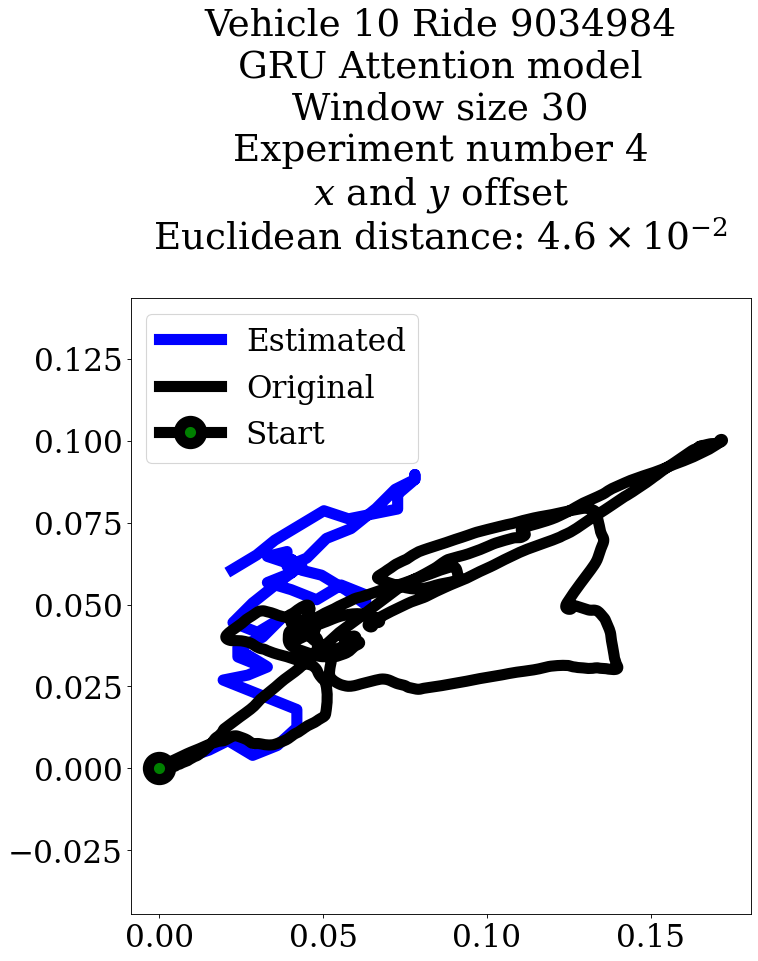 Vehicle 10 Ride 9034984
GRU Attention model
Window size 30
Experiment number 4
x and y offset
Euclidean distance: 4.6 × 10⁻²
Estimated
Original
Start
0.125
0.100
0.075
0.050
0.025
0.000
−0.025
0.00 0.05 0.10 0.15